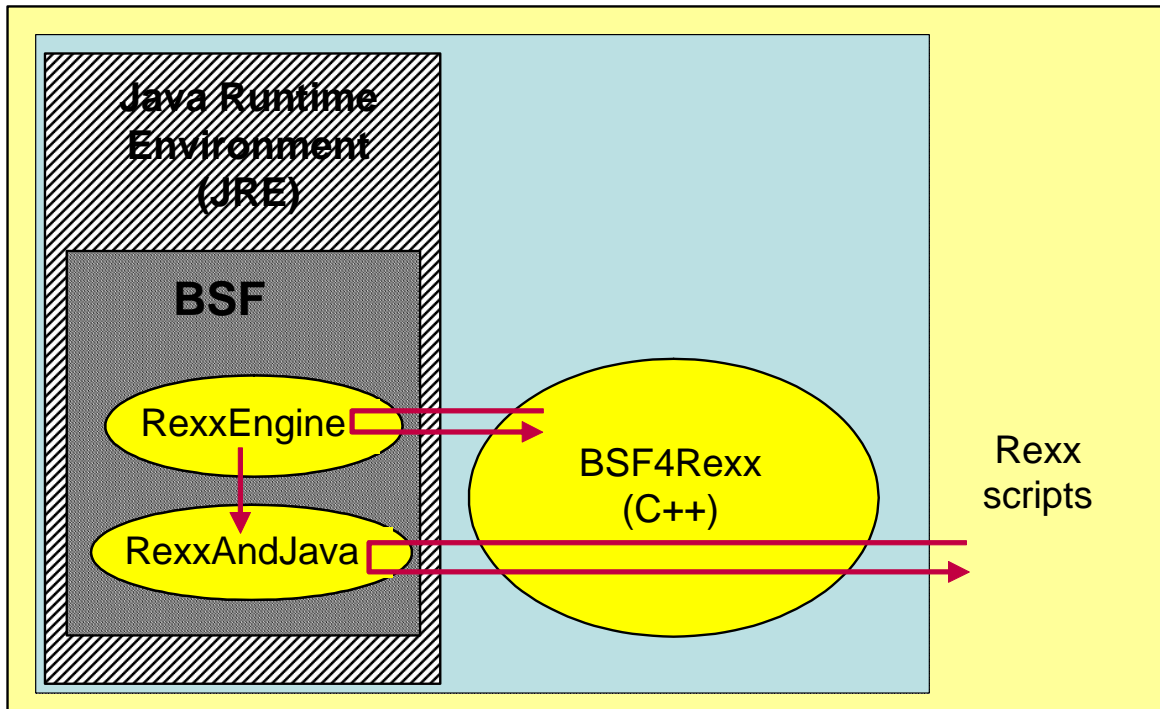 Java Runtime
Environment
(JRE)
BSF
RexxEngine
RexxAndJava
BSF4Rexx
(C++)
Rexx
scripts